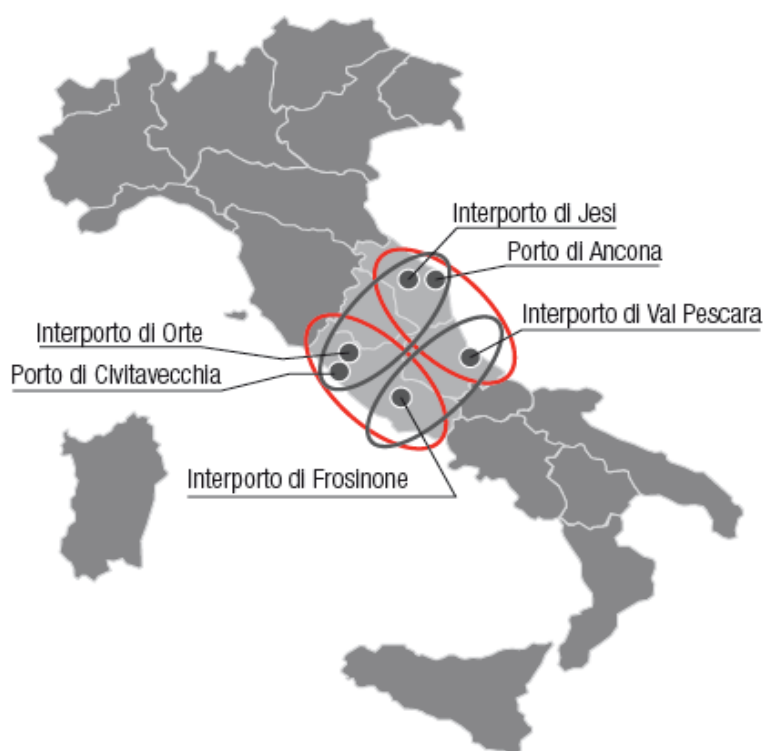 Interporto di Jesi
Porto di Ancona
Interporto di Val Pescara
Interporto di Orte
Porto di Civitavecchia
Interporto di Frosinone